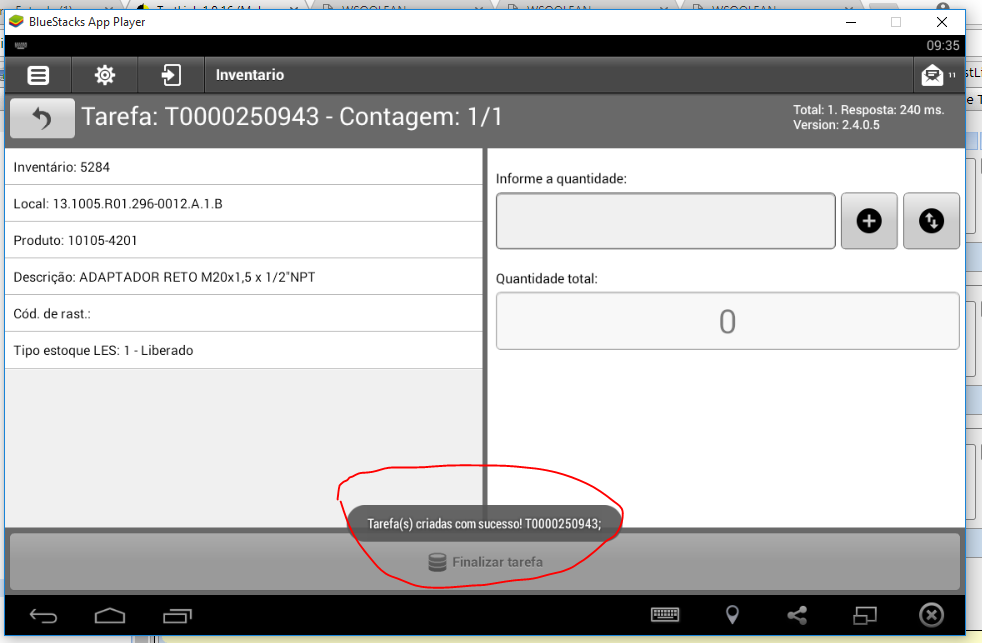 BlueStacks App Player
09:35
Inventario
11
Tarefa: T0000250943 - Contagem: 1/1
Total: 1. Resposta: 240 ms.
Version: 2.4.0.5
Inventário: 5284
Local: 13.1005.R01.296-0012.A.1.B
Produto: 10105-4201
Descrição: ADAPTADOR RETO M20x1,5 x 1/2"NPT
Cód. de rast.:
Tipo estoque LES: 1 - Liberado
Informe a quantidade:
Quantidade total:
0
Tarefa(s) criadas com sucesso! T0000250943;
Finalizar tarefa